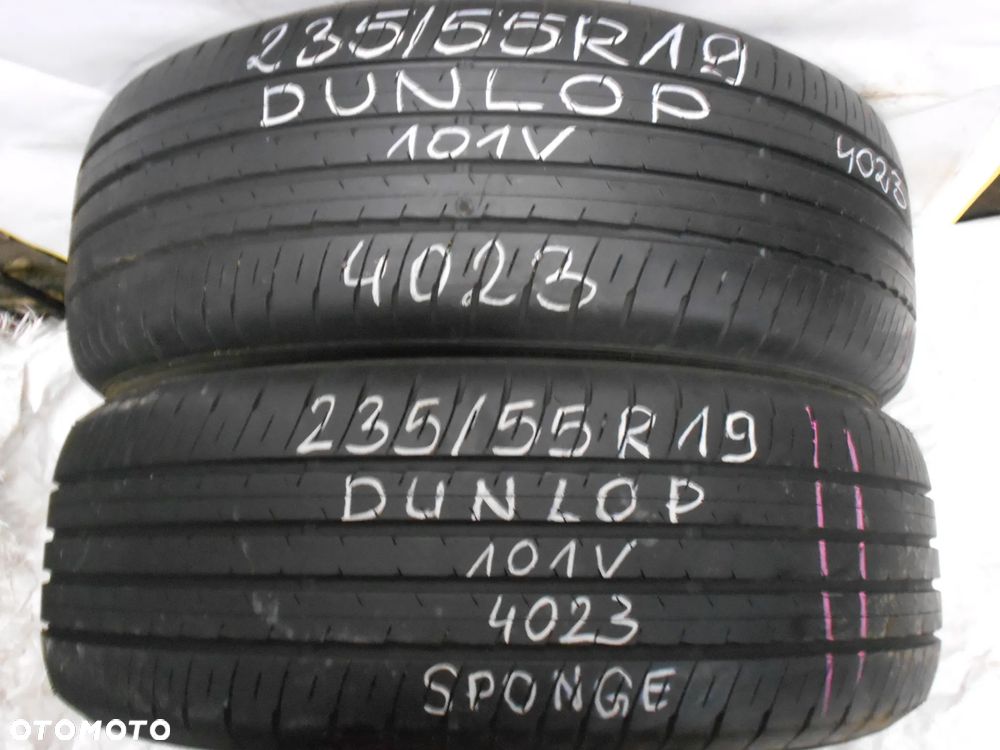 235/55R19
DUNLOP
101V
4023
4023
235/55R19
DUNLOP
101V
4023
SPONGE
OTOMOTO